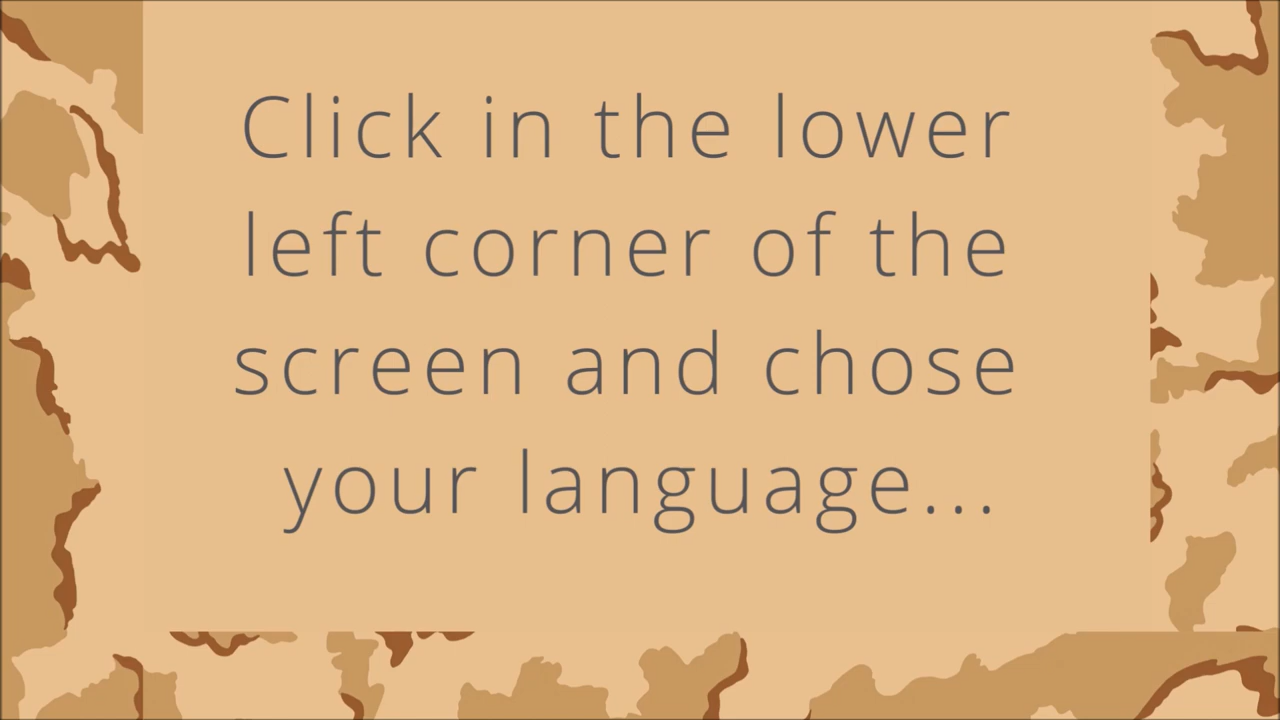 Click in the lower
left corner of the
screen and chose
your language...